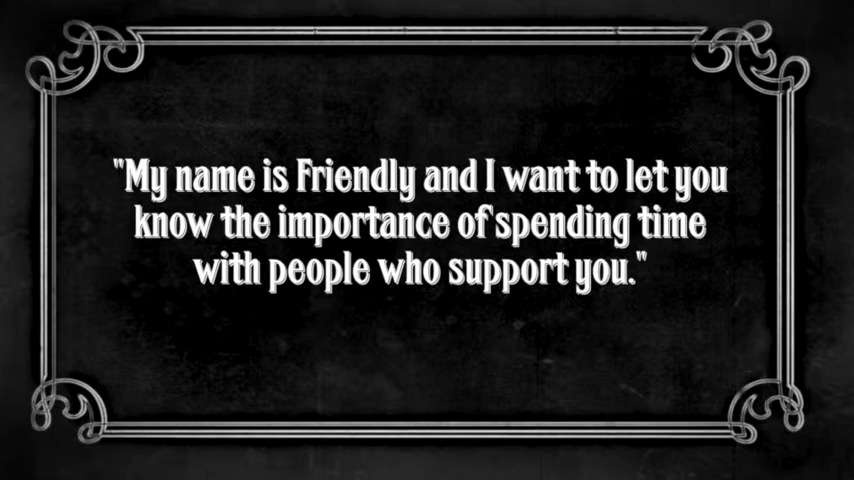 "My name is Friendly and I want to let you
know the importance of spending time
with people who support you."